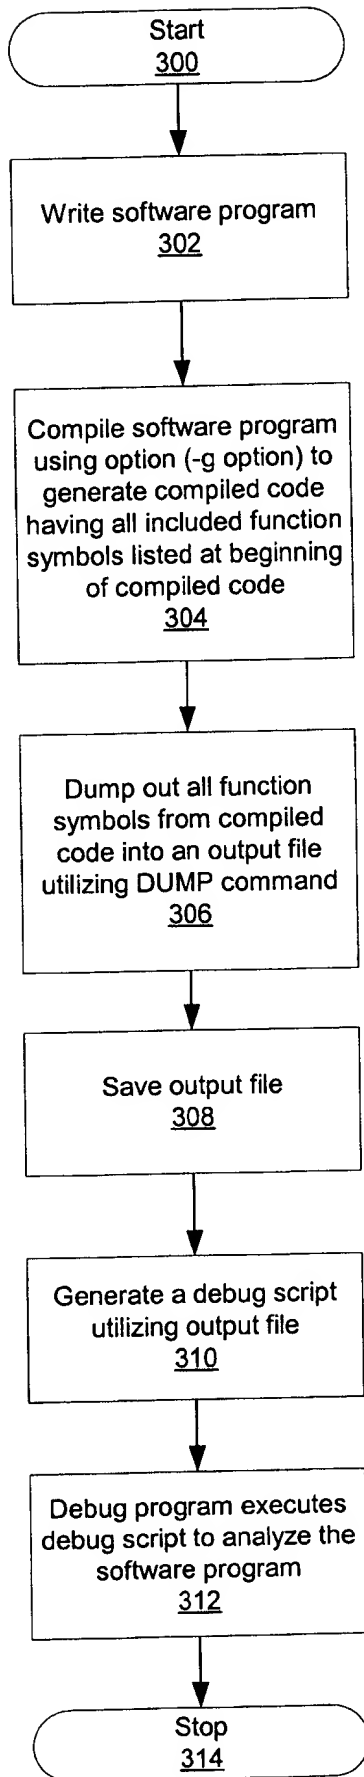 Start
300
Write software program
302
Compile software program
using option (-g option) to
generate compiled code
having all included function
symbols listed at beginning
of compiled code
304
Dump out all function
symbols from compiled
code into an output file
utilizing DUMP command
306
Save output file
308
Generate a debug script
utilizing output file
310
Debug program executes
debug script to analyze the
software program
312
Stop
314